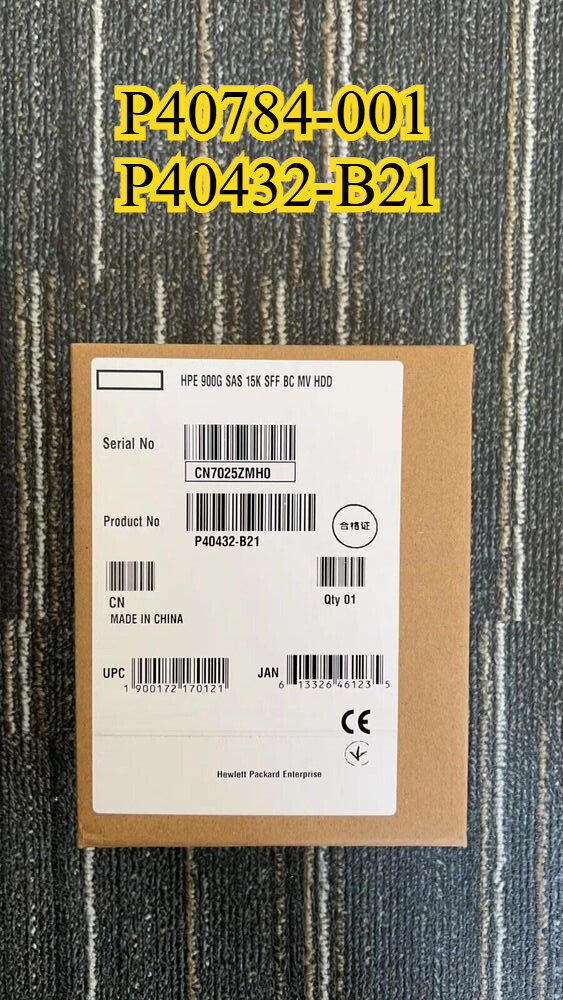 P40784-001
P40432-B21
HPE 900G SAS 15K SFF BC MV HDD
Serial No
CN7025ZMH0
Product No
P40432-B21
合格证
CN
MADE IN CHINA
Qty 01
UPC
1 900172 170121
JAN
6 13326 46123 5
CE
Hewlett Packard Enterprise